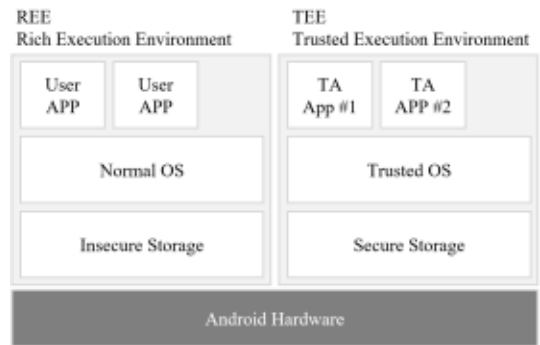 REE
Rich Execution Environment
User
APP
User
APP
Normal OS
Insecure Storage
TEE
Trusted Execution Environment
TA
App #1
TA
APP #2
Trusted OS
Secure Storage
Android Hardware